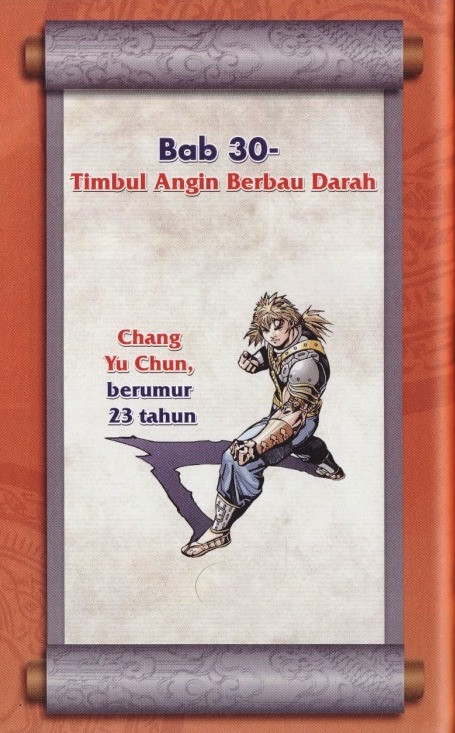 Bab 30-
Timbul Angin Berbau Darah
Chang
Yu Chun,
berumur
23 tahun